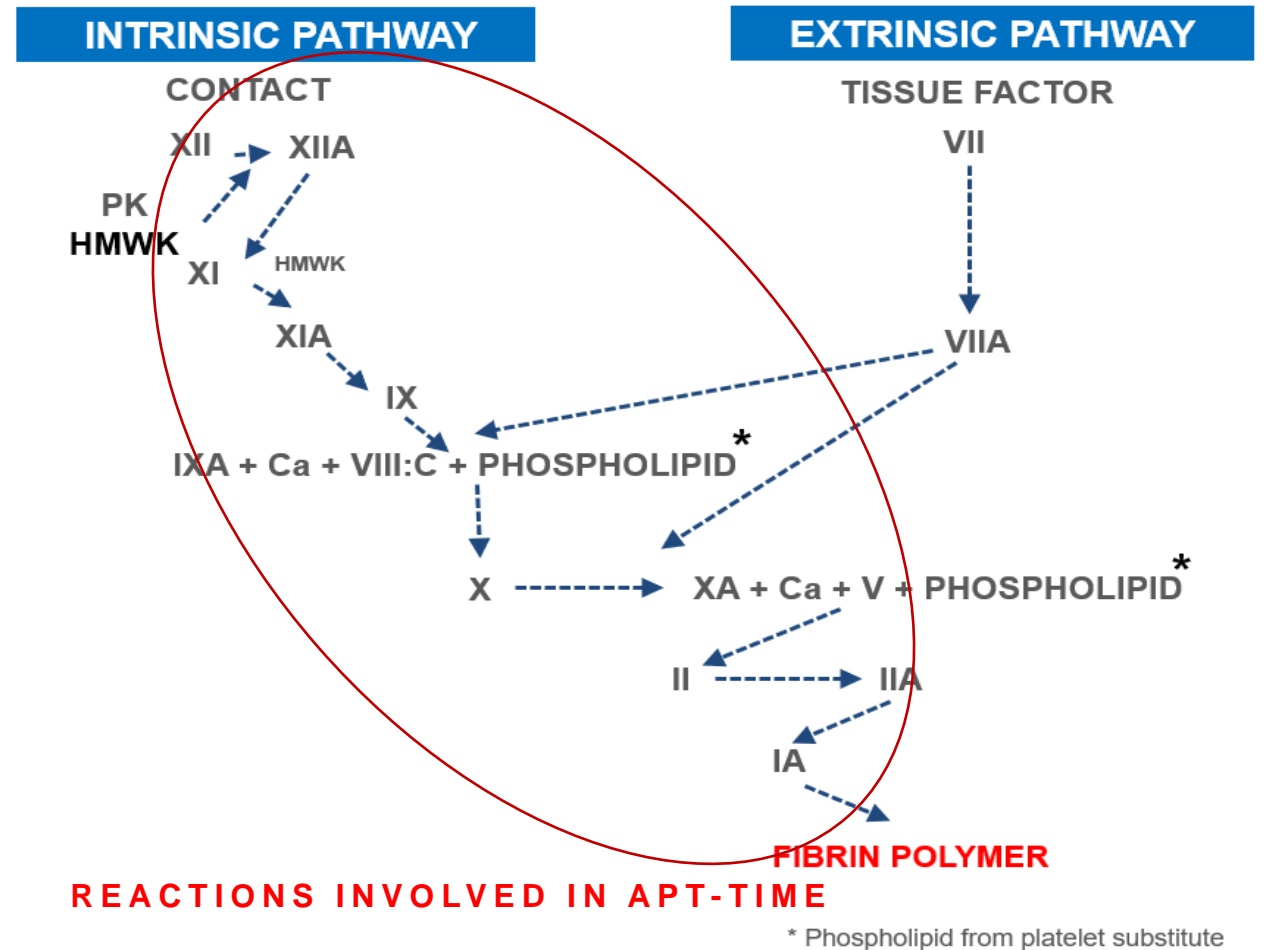 INTRINSIC PATHWAY
EXTRINSIC PATHWAY
CONTACT
TISSUE FACTOR
XII
XIIA
VII
PK
HMWK
XI
HMWK
XIA
VIIA
IX
IXA + Ca + VIII:C + PHOSPHOLIPID*
X
XA + Ca + V + PHOSPHOLIPID*
II
IIA
IA
FIBRIN POLYMER
REACTIONS INVOLVED IN APT-TIME
* Phospholipid from platelet substitute